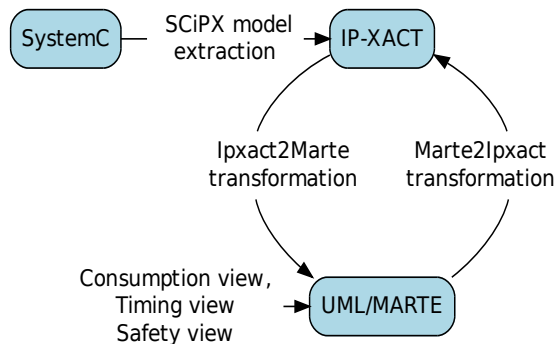 SystemC
SCiPX model
extraction
IP-XACT
Ipxact2Marte
transformation
Marte2Ipxact
transformation
Consumption view,
Timing view
Safety view
UML/MARTE